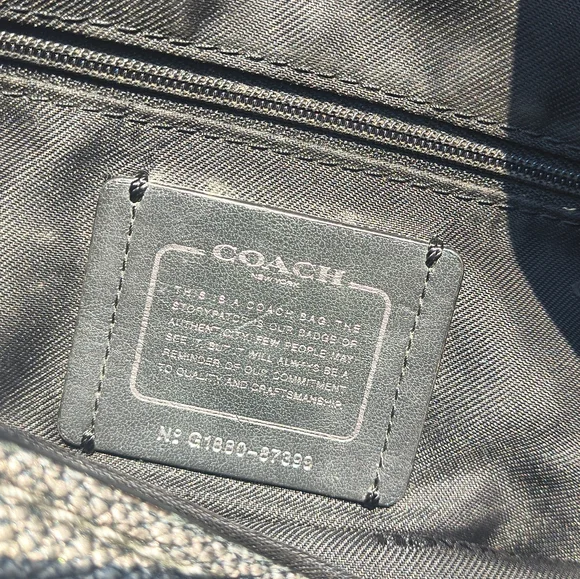 COACH
NEW YORK
THIS IS A COACH BAG. THE
STORYPATCH IS OUR BADGE OF
AUTHENTICITY. FEW PEOPLE MAY
SEE IT, BUT IT WILL ALWAYS BE A
REMINDER OF OUR COMMITMENT
TO QUALITY AND CRAFTSMANSHIP.
Nº G1880-87399